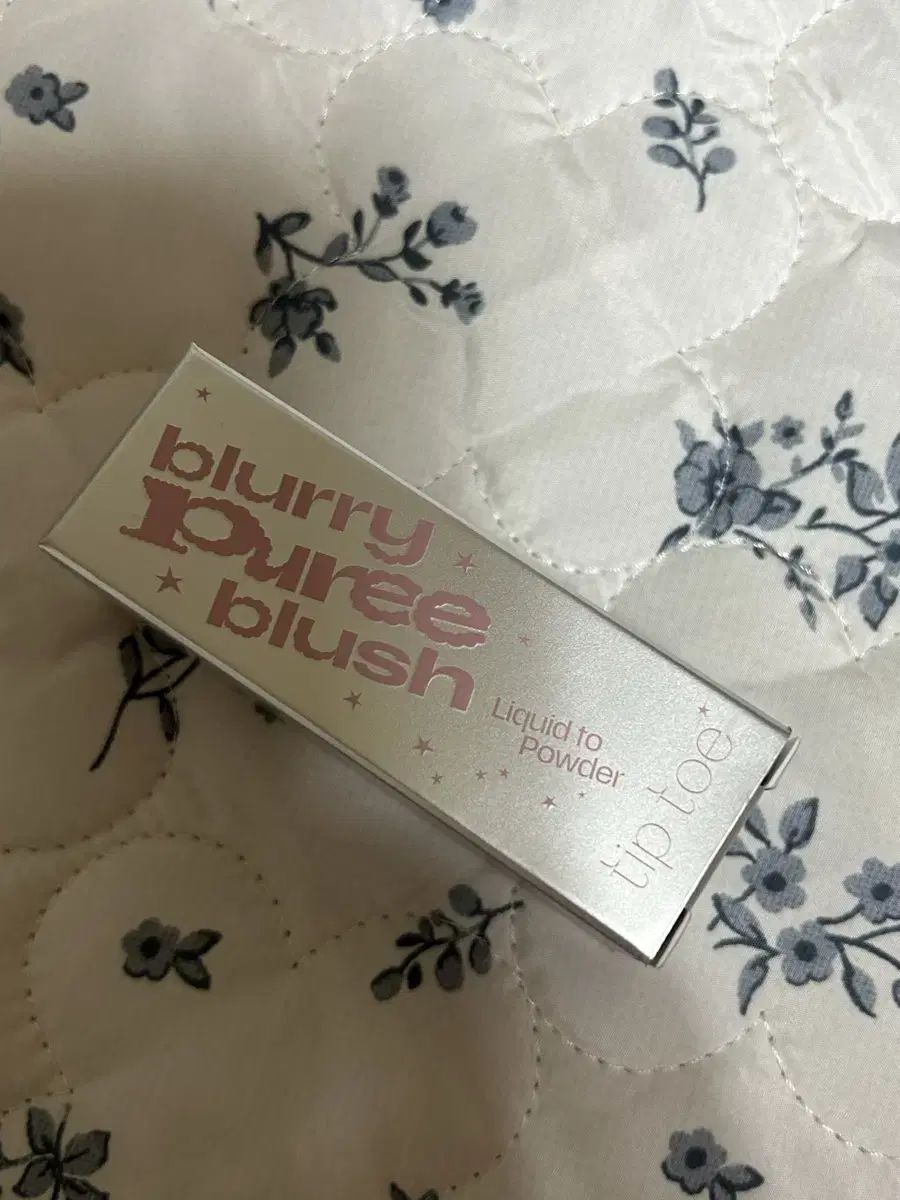 blurry
puree
blush
Liquid to
Powder
tip toe